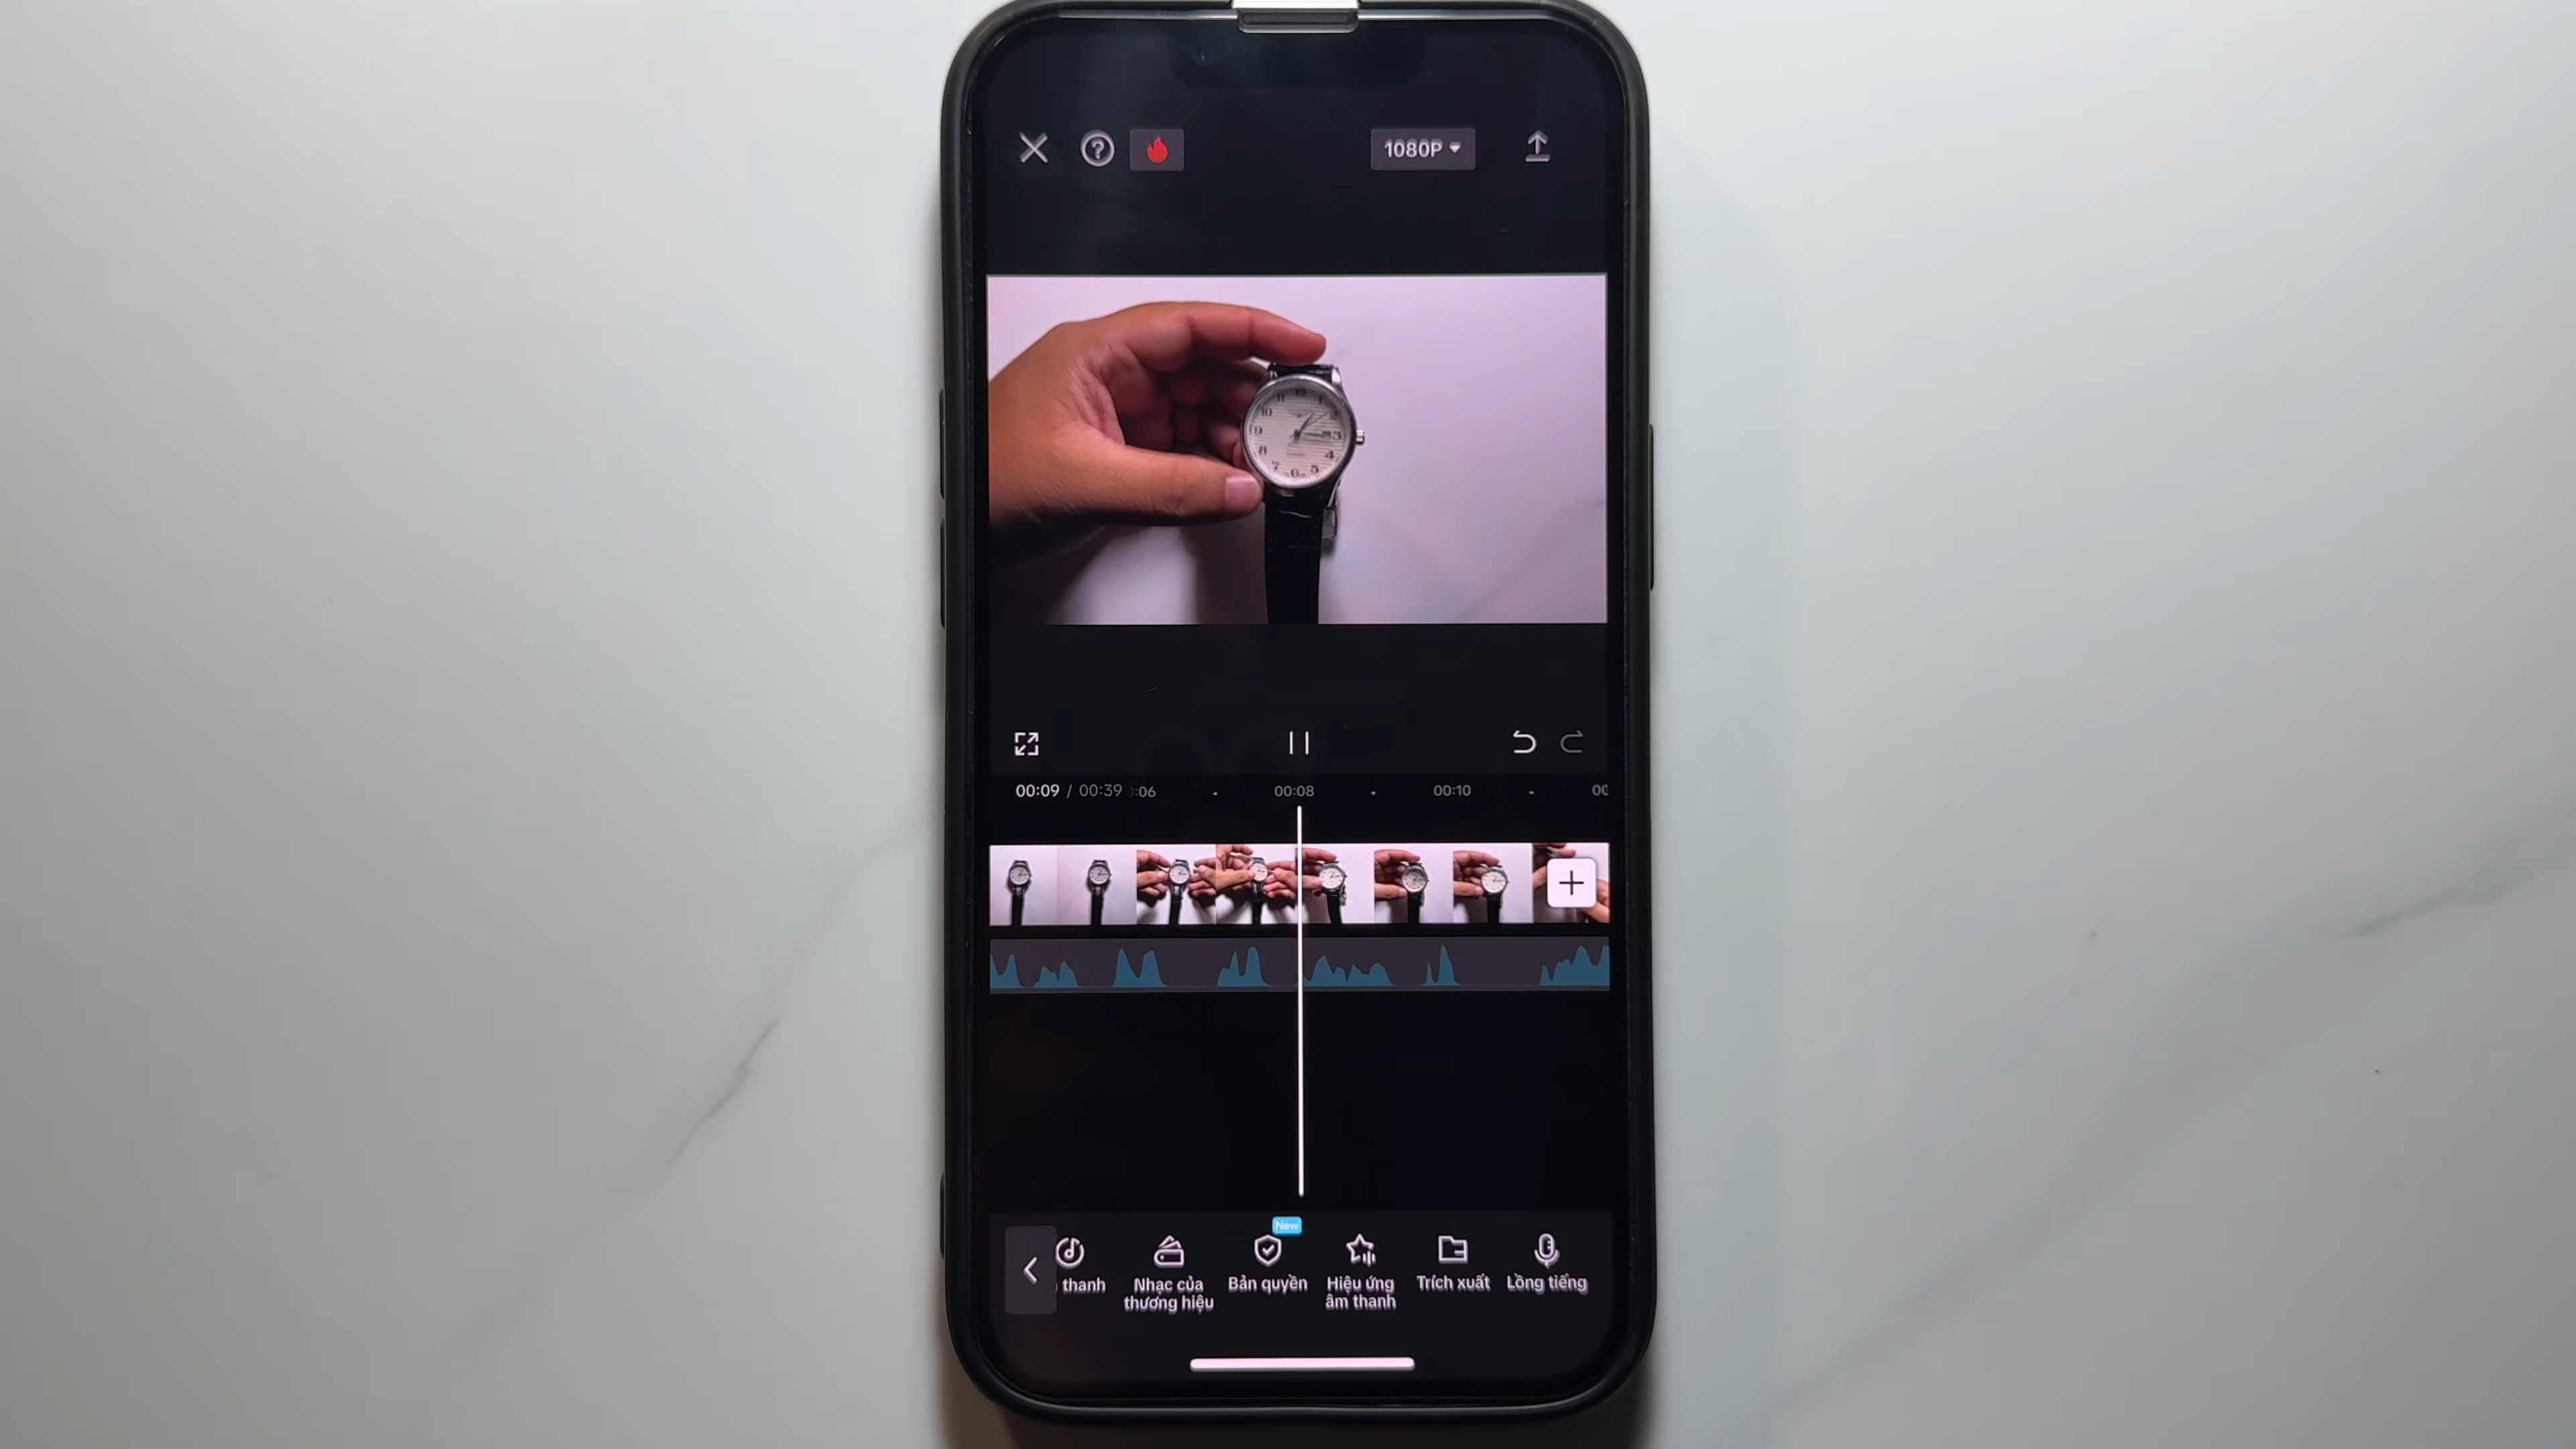 1080P
00:09 / 00:39 :06 00:08 00:10
New
thanh
Nhạc của
thương hiệu
Bản quyền
Hiệu ứng
âm thanh
Trích xuất
Lồng tiếng